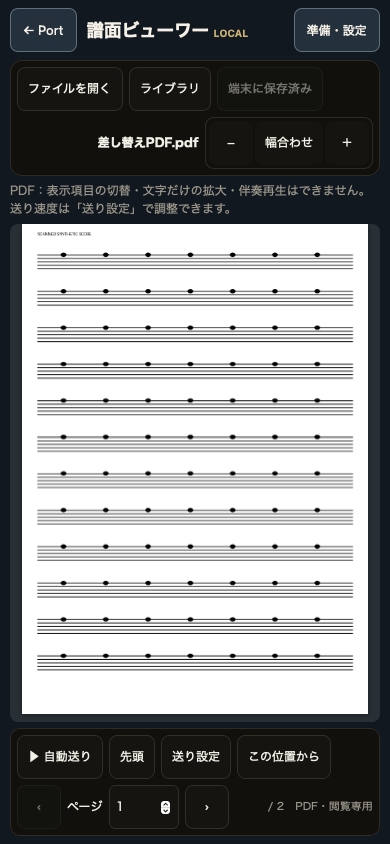 ← Port 譜面ビューワー LOCAL 準備・設定
ファイルを開く ライブラリ 端末に保存済み
差し替えPDF.pdf − 幅合わせ +
PDF：表示項目の切替・文字だけの拡大・伴奏再生はできません。
送り速度は「送り設定」で調整できます。
SCANNED SYNTHETIC SCORE
▶ 自動送り 先頭 送り設定 この位置から
‹ ページ 1 › / 2 PDF・閲覧専用